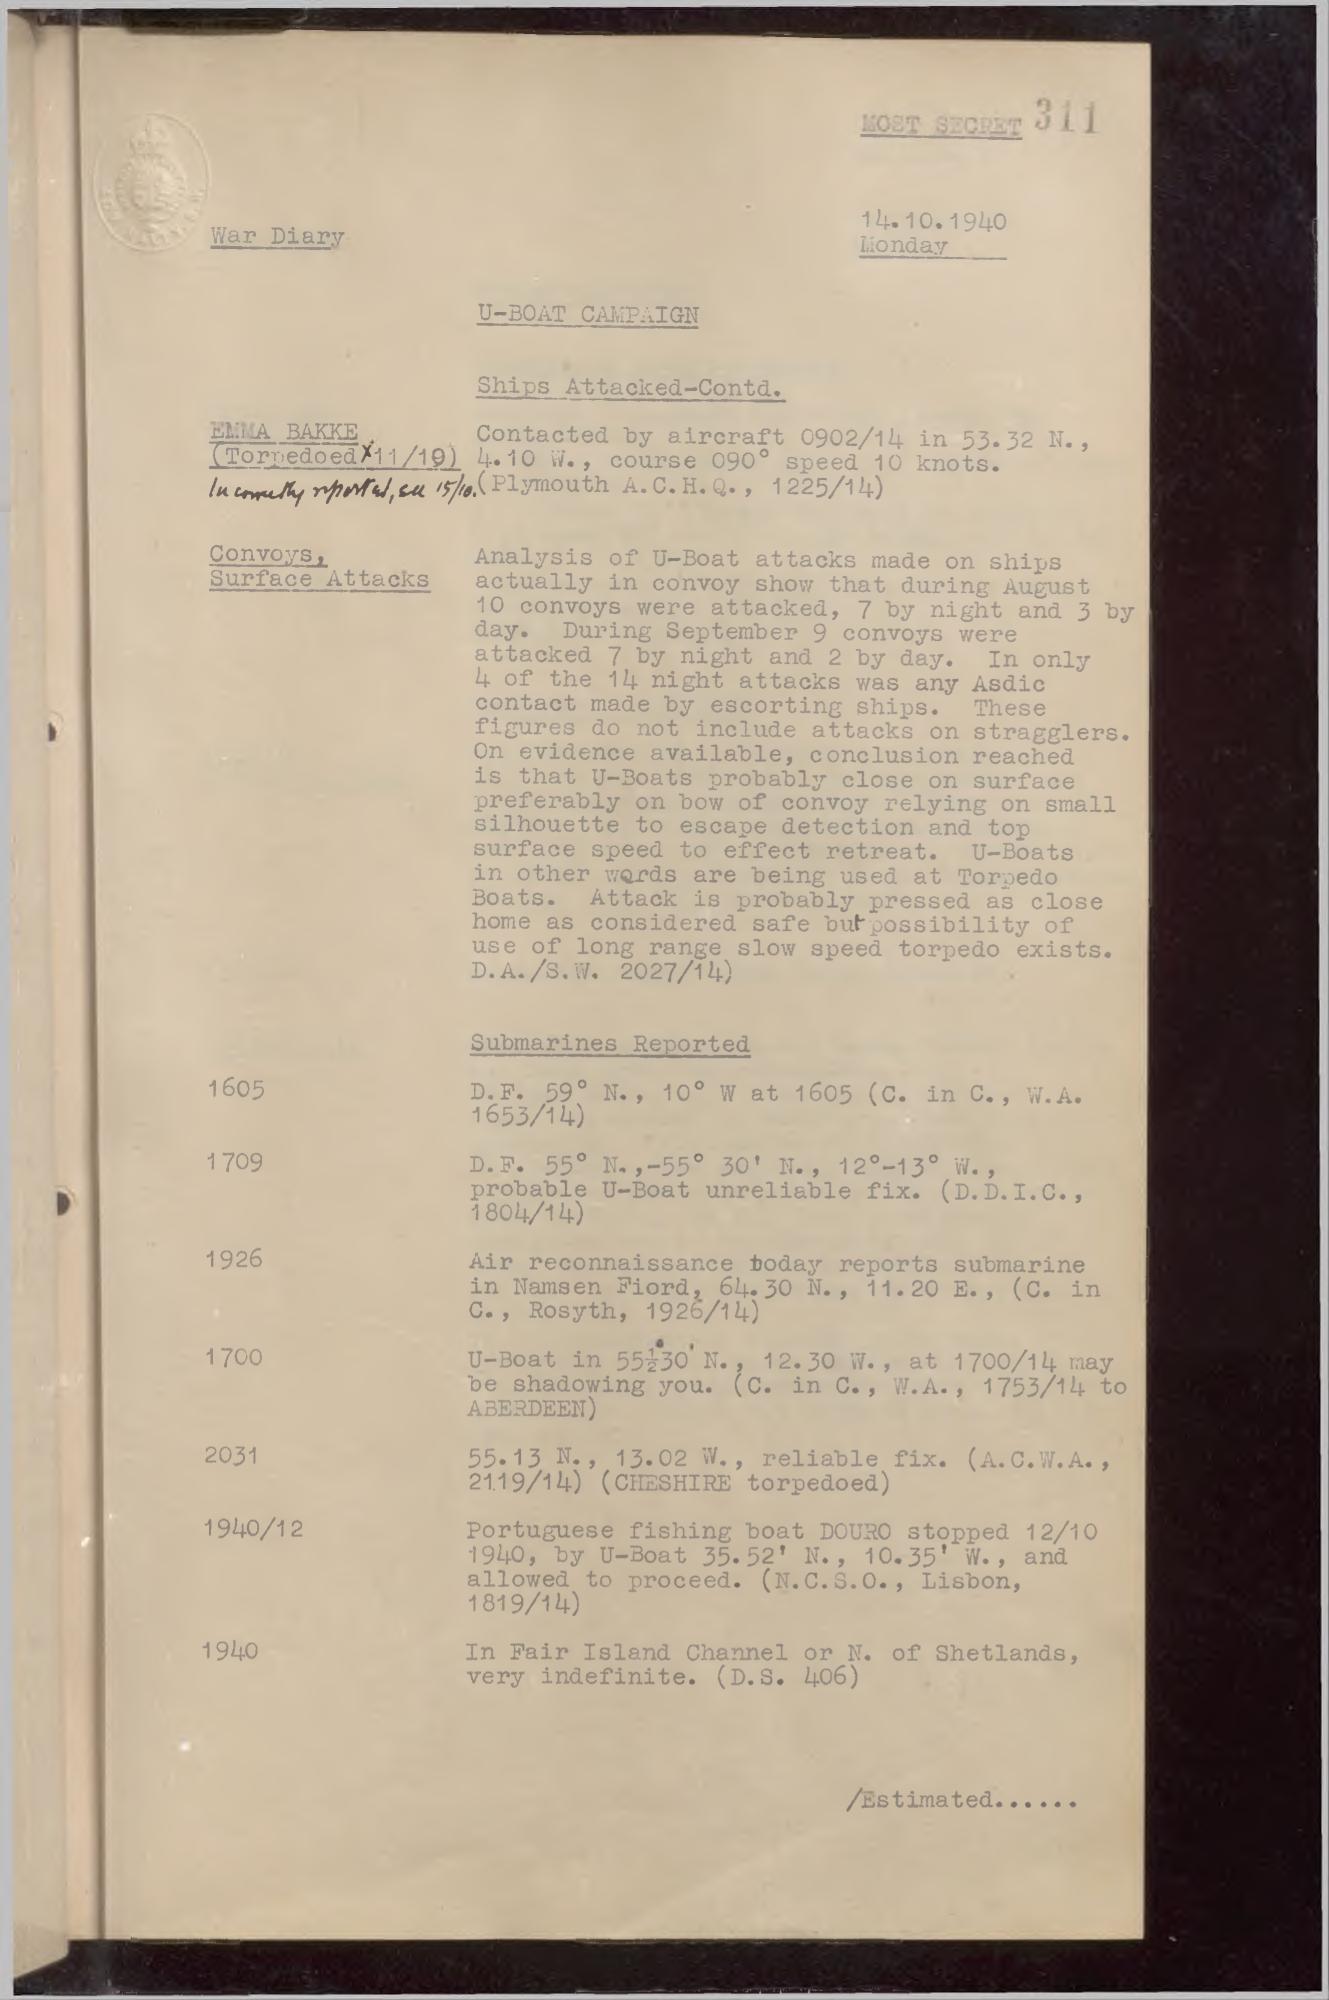 MOST SECRET 311
14.10.1940
War Diary
Monday
U-BOAT CAMPAIGN
Ships Attacked-Contd.
EMMA BAKKE
(Torpedoed x 11/19)
Incorrectly reported, see 15/10.
Contacted by aircraft 0902/14 in 53.32 N.,
4.10 W., course 090° speed 10 knots.
(Plymouth A.C.H.Q., 1225/14)
Convoys,
Surface Attacks
Analysis of U-Boat attacks made on ships
actually in convoy show that during August
10 convoys were attacked, 7 by night and 3 by
day. During September 9 convoys were
attacked 7 by night and 2 by day. In only
4 of the 14 night attacks was any Asdic
contact made by escorting ships. These
figures do not include attacks on stragglers.
On evidence available, conclusion reached
is that U-Boats probably close on surface
preferably on bow of convoy relying on small
silhouette to escape detection and top
surface speed to effect retreat. U-Boats
in other words are being used at Torpedo
Boats. Attack is probably pressed as close
home as considered safe but possibility of
use of long range slow speed torpedo exists.
D.A./S.W. 2027/14)
Submarines Reported
1605
D.F. 59° N., 10° W at 1605 (C. in C., W.A.
1653/14)
1709
D.F. 55° N.,-55° 30' N., 12°-13° W.,
probable U-Boat unreliable fix. (D.D.I.C.,
1804/14)
1926
Air reconnaissance today reports submarine
in Namsen Fiord, 64.30 N., 11.20 E., (C. in
C., Rosyth, 1926/14)
1700
U-Boat in 55½°30' N., 12.30 W., at 1700/14 may
be shadowing you. (C. in C., W.A., 1753/14 to
ABERDEEN)
2031
55.13 N., 13.02 W., reliable fix. (A.C.W.A.,
2119/14) (CHESHIRE torpedoed)
1940/12
Portuguese fishing boat DOURO stopped 12/10
1940, by U-Boat 35.52' N., 10.35' W., and
allowed to proceed. (N.C.S.O., Lisbon,
1819/14)
1940
In Fair Island Channel or N. of Shetlands,
very indefinite. (D.S. 406)
/Estimated......